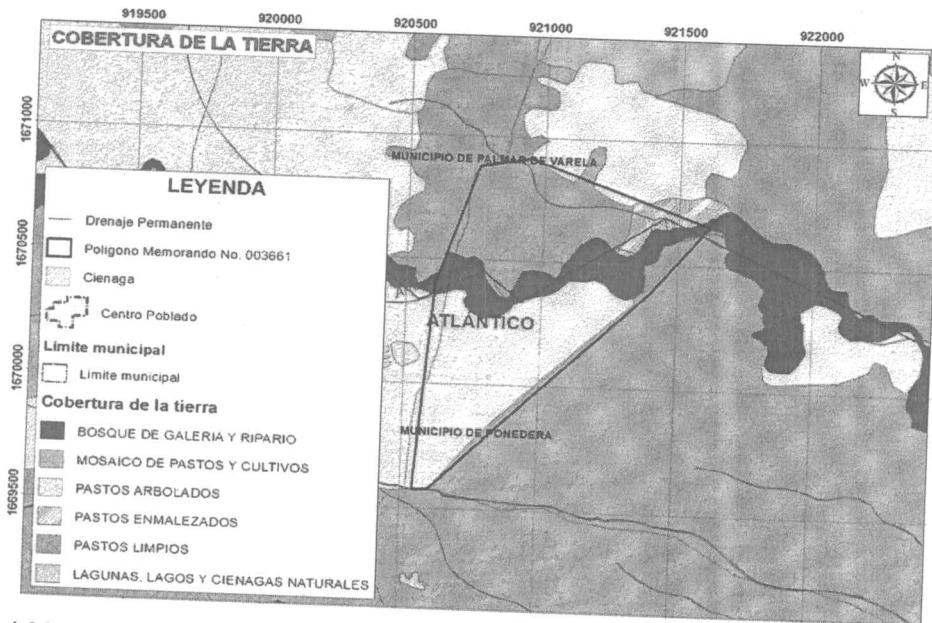 919500 920000 920500 921000 921500 922000
COBERTURA DE LA TIERRA
N
W E
S
1671000
MUNICIPIO DE PALMAR DE VARELA
LEYENDA
Drenaje Permanente
Poligono Memorando No. 003661
1670500
Cienaga
Centro Poblado
ATLÁNTICO
Limite municipal
1670000
Limite municipal
Cobertura de la tierra
BOSQUE DE GALERIA Y RIPARIO
MUNICIPIO DE PONEDERA
MOSAICO DE PASTOS Y CULTIVOS
PASTOS ARBOLADOS
1669500
PASTOS ENMALEZADOS
PASTOS LIMPIOS
LAGUNAS, LAGOS Y CIENAGAS NATURALES